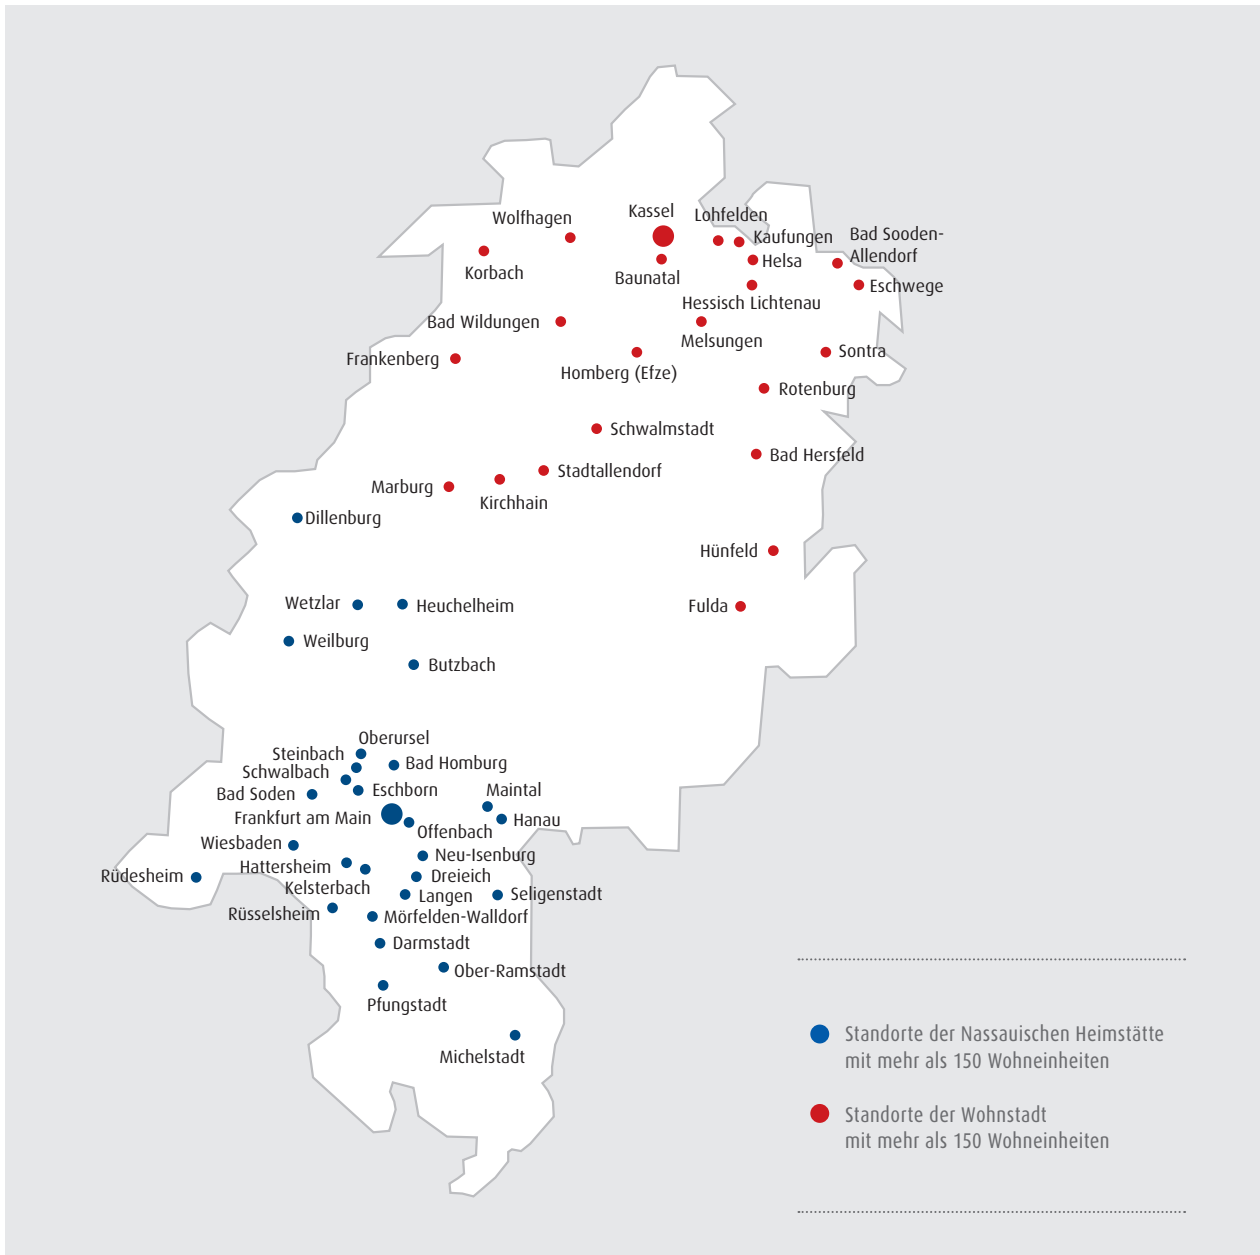 Kassel
Lohfelden
Wolfhagen
Bad Sooden-
Allendorf
Kaufungen
Helsa
Korbach
Baunatal
Eschwege
Hessisch Lichtenau
Bad Wildungen
Melsungen
Sontra
Frankenberg
Homberg (Efze)
Rotenburg
Schwalmstadt
Bad Hersfeld
Stadtallendorf
Marburg
Kirchhain
Dillenburg
Hünfeld
Wetzlar
Heuchelheim
Fulda
Weilburg
Butzbach
Oberursel
Steinbach
Bad Homburg
Schwalbach
Eschborn
Maintal
Bad Soden
Frankfurt am Main
Hanau
Offenbach
Wiesbaden
Neu-Isenburg
Hattersheim
Rüdesheim
Dreieich
Kelsterbach
Langen
Seligenstadt
Rüsselsheim
Mörfelden-Walldorf
Darmstadt
Ober-Ramstadt
Pfungstadt
Michelstadt
Standorte der Nassauischen Heimstätte
mit mehr als 150 Wohneinheiten
Standorte der Wohnstadt
mit mehr als 150 Wohneinheiten